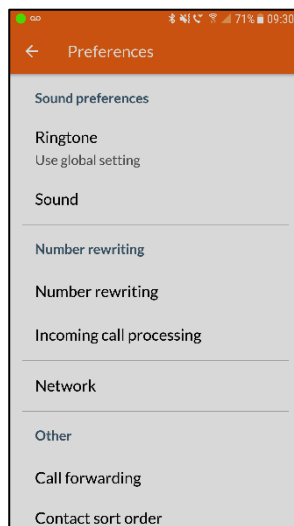 71% 09:30
Preferences
Sound preferences
Ringtone
Use global setting
Sound
Number rewriting
Number rewriting
Incoming call processing
Network
Other
Call forwarding
Contact sort order